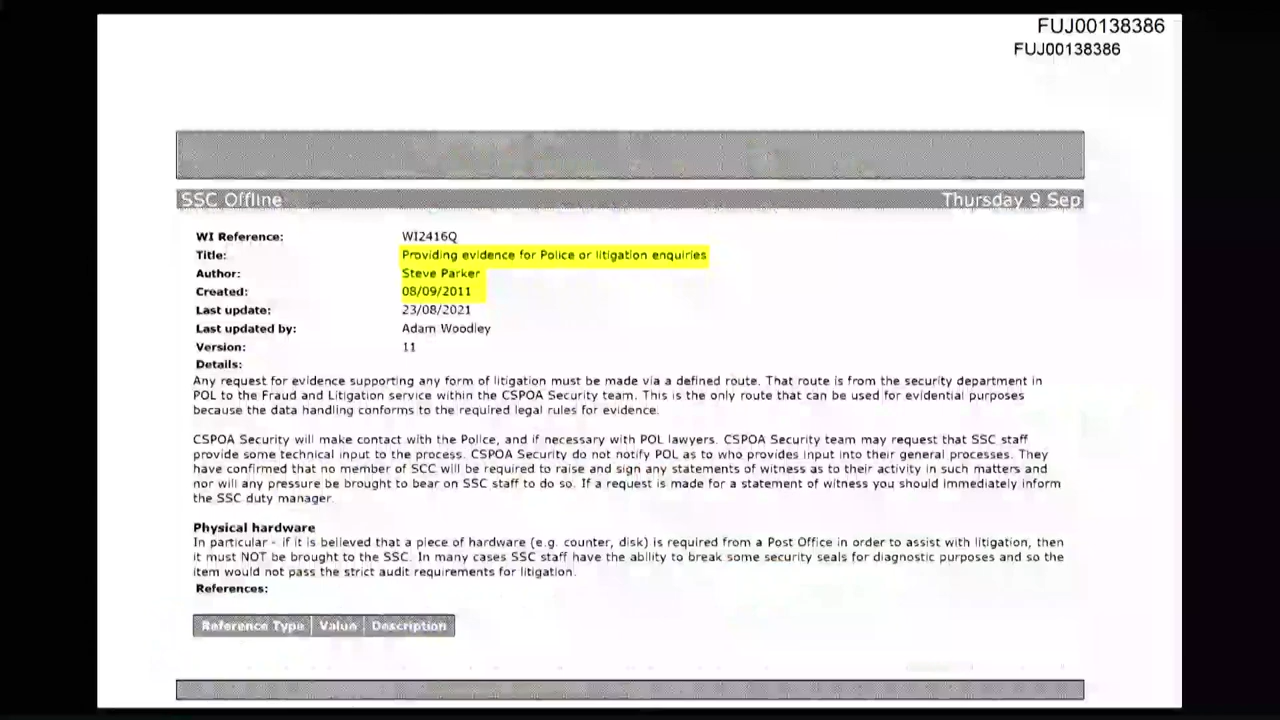 FUJ00138386
FUJ00138386
SSC Offline Thursday 9 Sep
WI Reference: WI2416Q
Title: Providing evidence for Police or litigation enquiries
Author: Steve Parker
Created: 08/09/2011
Last update: 23/08/2021
Last updated by: Adam Woodley
Version: 11
Details:
Any request for evidence supporting any form of litigation must be made via a defined route. That route is from the security department in
POL to the Fraud and Litigation service within the CSPOA Security team. This is the only route that can be used for evidential purposes
because the data handling conforms to the required legal rules for evidence.
CSPOA Security will make contact with the Police, and if necessary with POL lawyers. CSPOA Security team may request that SSC staff
provide some technical input to the process. CSPOA Security do not notify POL as to who provides input into their general processes. They
have confirmed that no member of SCC will be required to raise and sign any statements of witness as to their activity in such matters and
nor will any pressure be brought to bear on SSC staff to do so. If a request is made for a statement of witness you should immediately inform
the SSC duty manager.
Physical hardware
In particular - if it is believed that a piece of hardware (e.g. counter, disk) is required from a Post Office in order to assist with litigation, then
it must NOT be brought to the SSC. In many cases SSC staff have the ability to break some security seals for diagnostic purposes and so the
item would not pass the strict audit requirements for litigation.
References:
Reference Type Value Description